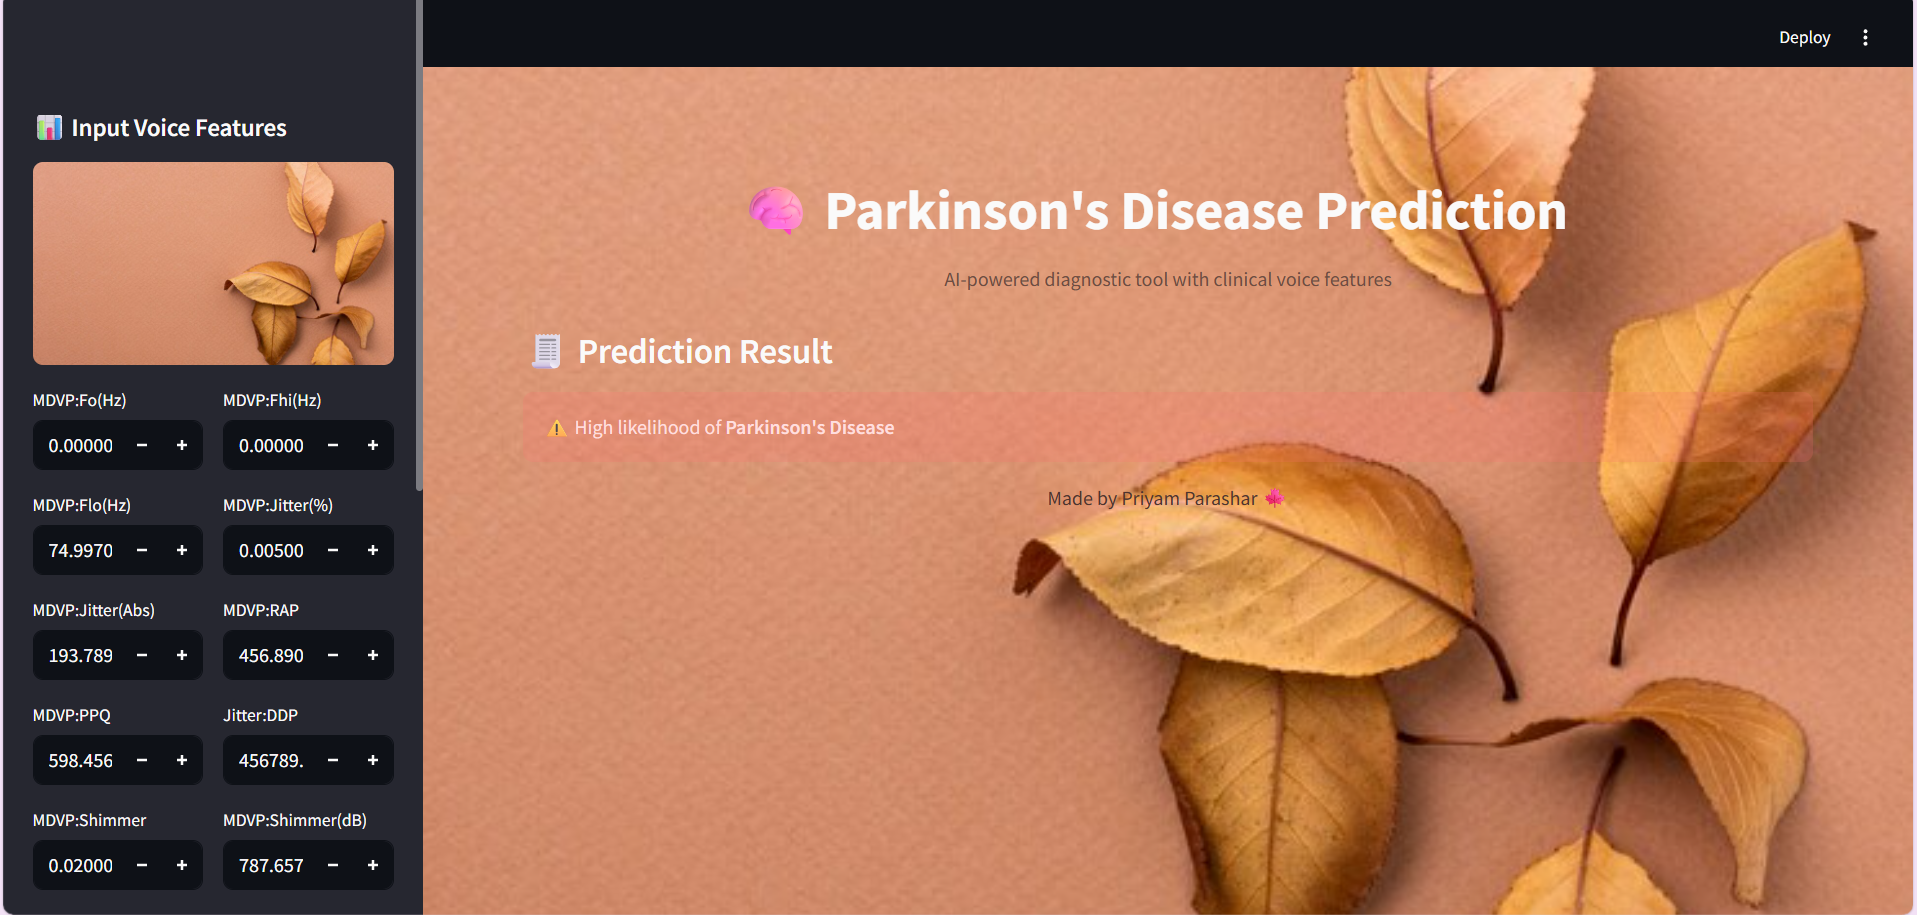 Deploy
Input Voice Features
MDVP:Fo(Hz) MDVP:Fhi(Hz)
0.00000 − + 0.00000 − +
MDVP:Flo(Hz) MDVP:Jitter(%)
74.9970 − + 0.00500 − +
MDVP:Jitter(Abs) MDVP:RAP
193.789 − + 456.890 − +
MDVP:PPQ Jitter:DDP
598.456 − + 456789. − +
MDVP:Shimmer MDVP:Shimmer(dB)
0.02000 − + 787.657 − +
Parkinson's Disease Prediction
AI-powered diagnostic tool with clinical voice features
Prediction Result
High likelihood of Parkinson's Disease
Made by Priyam Parashar